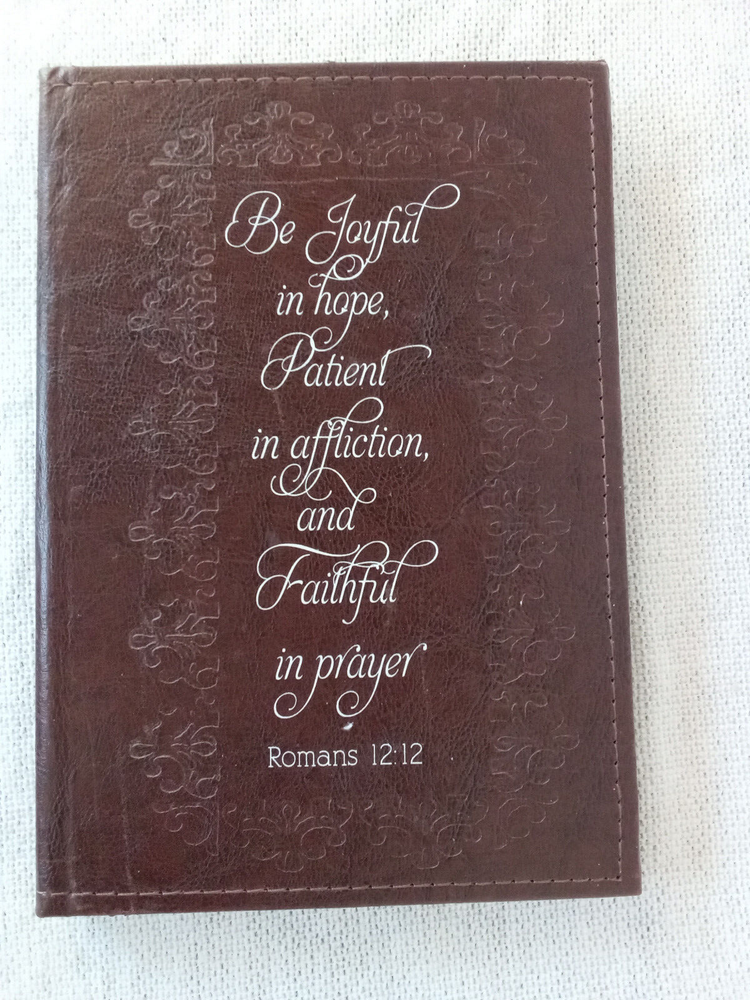 Be Joyful
in hope,
Patient
in affliction,
and
Faithful
in prayer
Romans 12:12